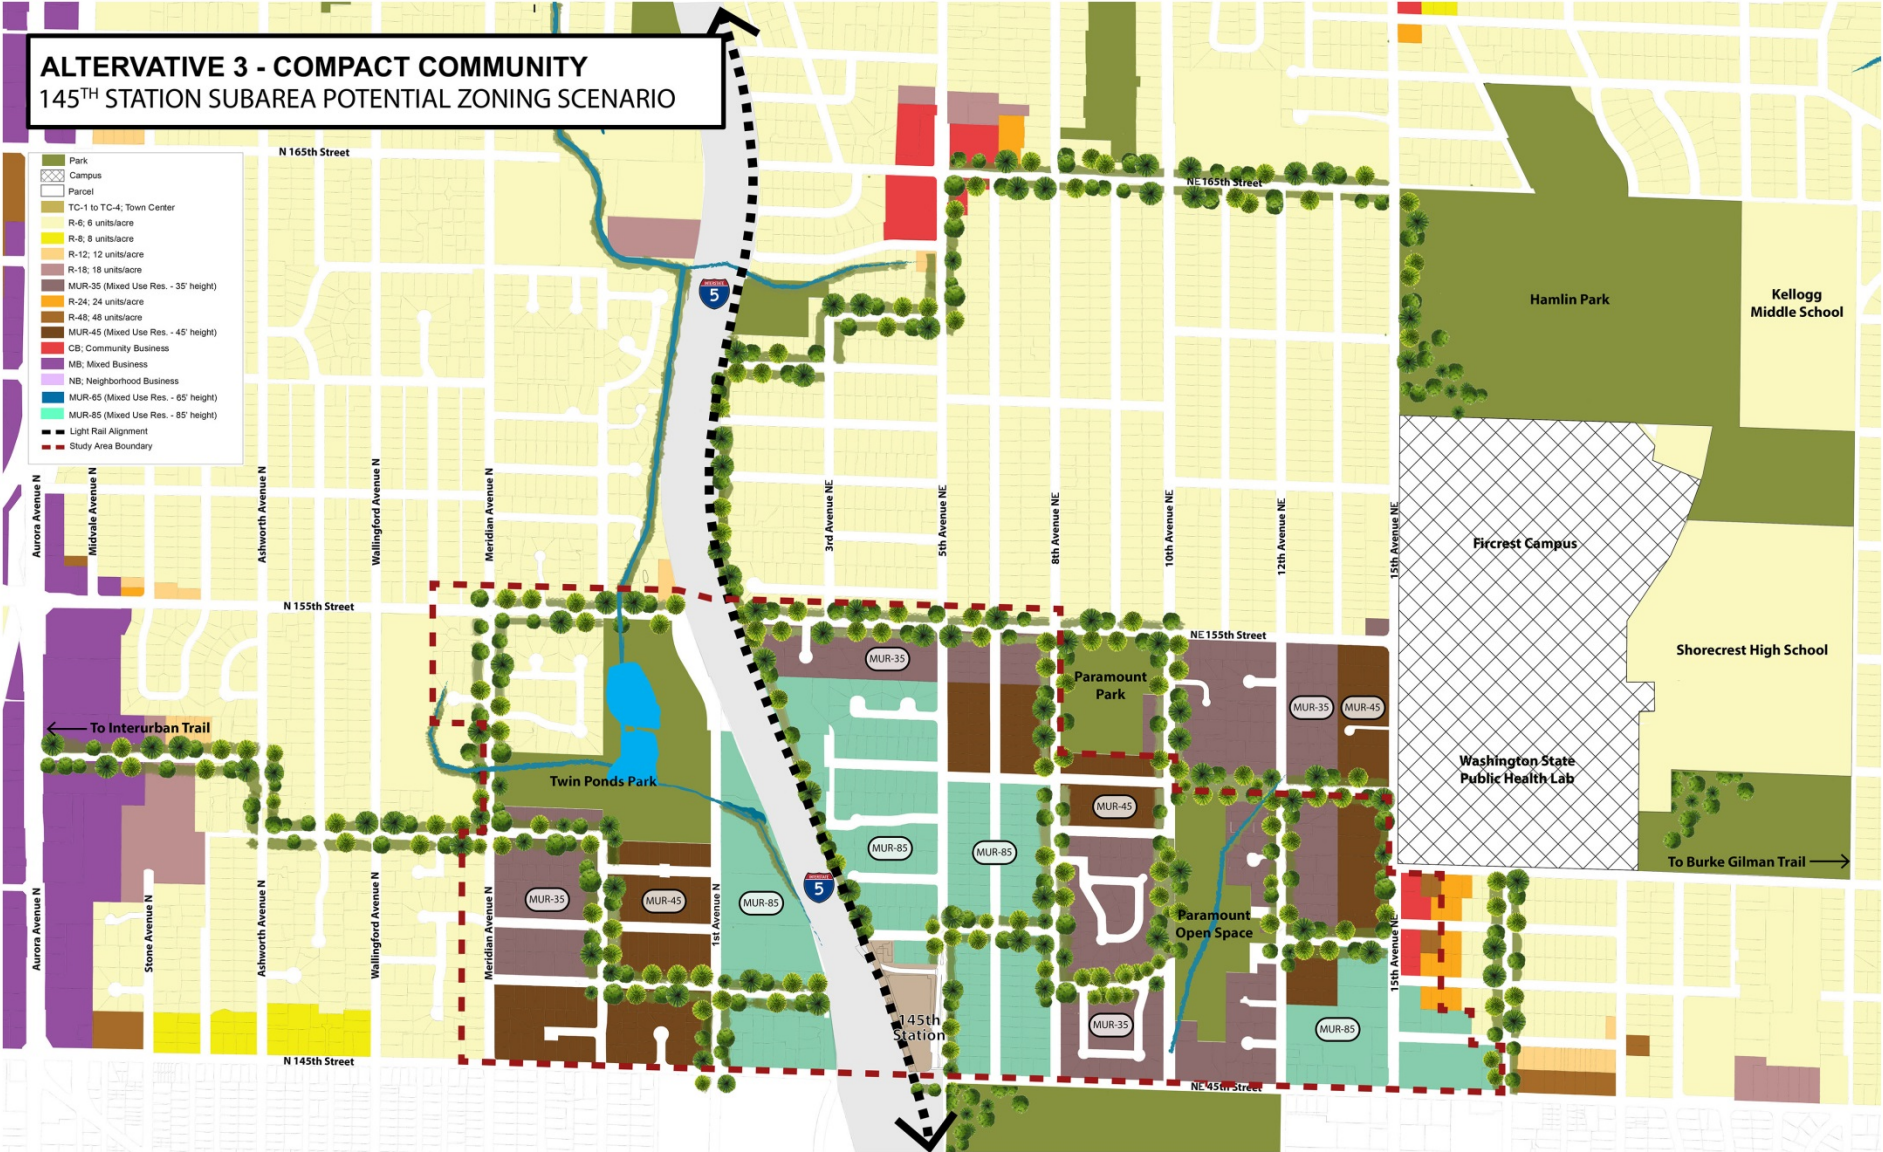 ALTERVATIVE 3 - COMPACT COMMUNITY
145TH STATION SUBAREA POTENTIAL ZONING SCENARIO
N 165th Street
NE 165th Street
Park
Campus
Parcel
TC-1 to TC-4; Town Center
R-6; 6 units/acre
R-8; 8 units/acre
R-12; 12 units/acre
R-18; 18 units/acre
MUR-35 (Mixed Use Res. - 35' height)
R-24; 24 units/acre
R-48; 48 units/acre
MUR-45 (Mixed Use Res. - 45' height)
CB; Community Business
MB; Mixed Business
NB; Neighborhood Business
MUR-65 (Mixed Use Res. - 65' height)
MUR-85 (Mixed Use Res. - 85' height)
Light Rail Alignment
Study Area Boundary
INTERSTATE
5
Hamlin Park
Kellogg
Middle School
Aurora Avenue N
Midvale Avenue N
Ashworth Avenue N
Wallingford Avenue N
Meridian Avenue N
3rd Avenue NE
5th Avenue NE
8th Avenue NE
10th Avenue NE
12th Avenue NE
15th Avenue NE
Fircrest Campus
N 155th Street
NE 155th Street
Shorecrest High School
MUR-35
Paramount
Park
MUR-35
MUR-45
To Interurban Trail
Twin Ponds Park
Washington State
Public Health Lab
MUR-45
MUR-85
MUR-85
To Burke Gilman Trail
INTERSTATE
5
MUR-35
MUR-45
MUR-85
Paramount
Open Space
Aurora Avenue N
Stone Avenue N
Ashworth Avenue N
Wallingford Avenue N
Meridian Avenue N
1st Avenue N
15th Avenue NE
145th
Station
MUR-35
MUR-85
N 145th Street
NE 45th Street